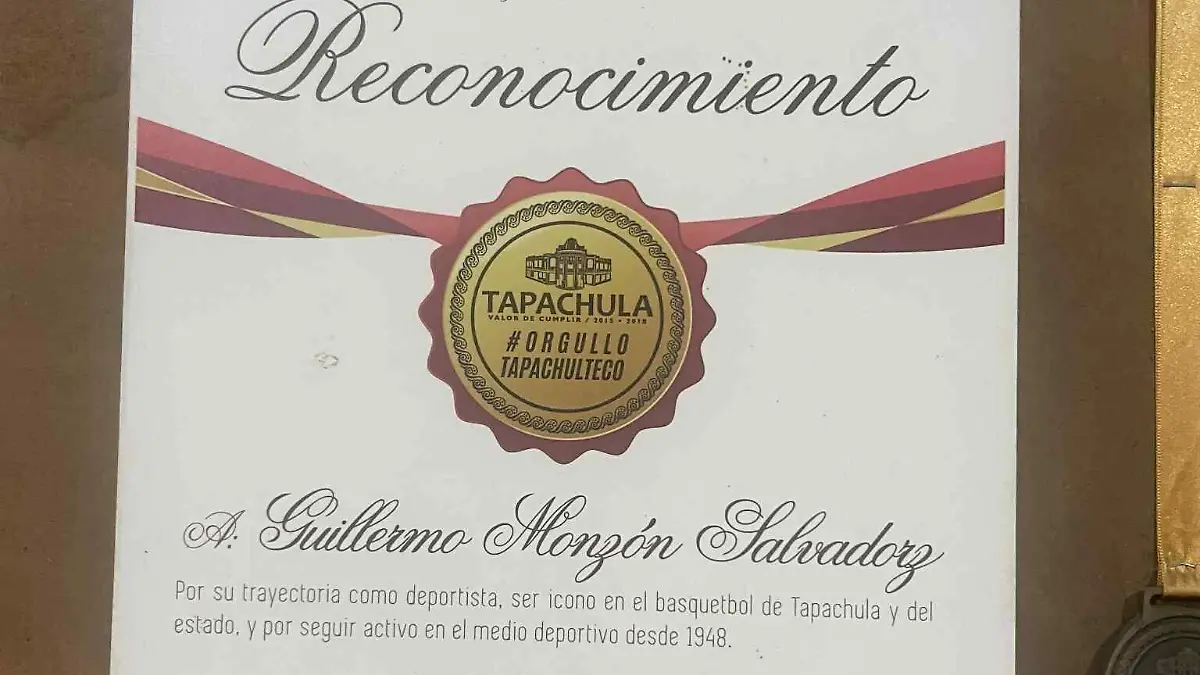 Reconocimiento
TAPACHULA
VALOR DE CUMPLIR / 2015 - 2018
#ORGULLO
TAPACHULTECO
A: Guillermo Monzón Salvadorz
Por su trayectoria como deportista, ser icono en el basquetbol de Tapachula y del
estado, y por seguir activo en el medio deportivo desde 1948.